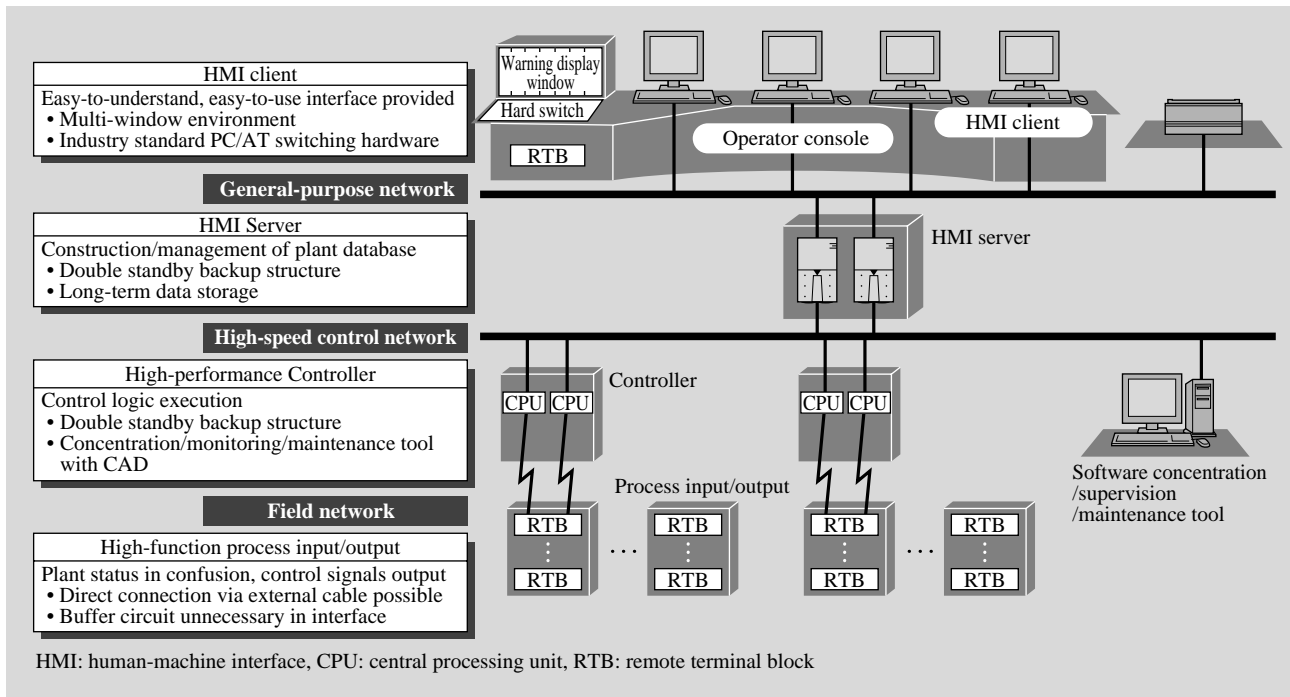 HMI client
Easy-to-understand, easy-to-use interface provided
• Multi-window environment
• Industry standard PC/AT switching hardware
General-purpose network
HMI Server
Construction/management of plant database
• Double standby backup structure
• Long-term data storage
High-speed control network
High-performance Controller
Control logic execution
• Double standby backup structure
• Concentration/monitoring/maintenance tool
with CAD
Field network
High-function process input/output
Plant status in confusion, control signals output
• Direct connection via external cable possible
• Buffer circuit unnecessary in interface
Warning display
window
Hard switch
RTB
Operator console
HMI client
HMI server
Controller
CPU CPU
CPU CPU
Process input/output
RTB
RTB
RTB
RTB
RTB
RTB
RTB
RTB
Software concentration
/supervision
/maintenance tool
HMI: human-machine interface, CPU: central processing unit, RTB: remote terminal block